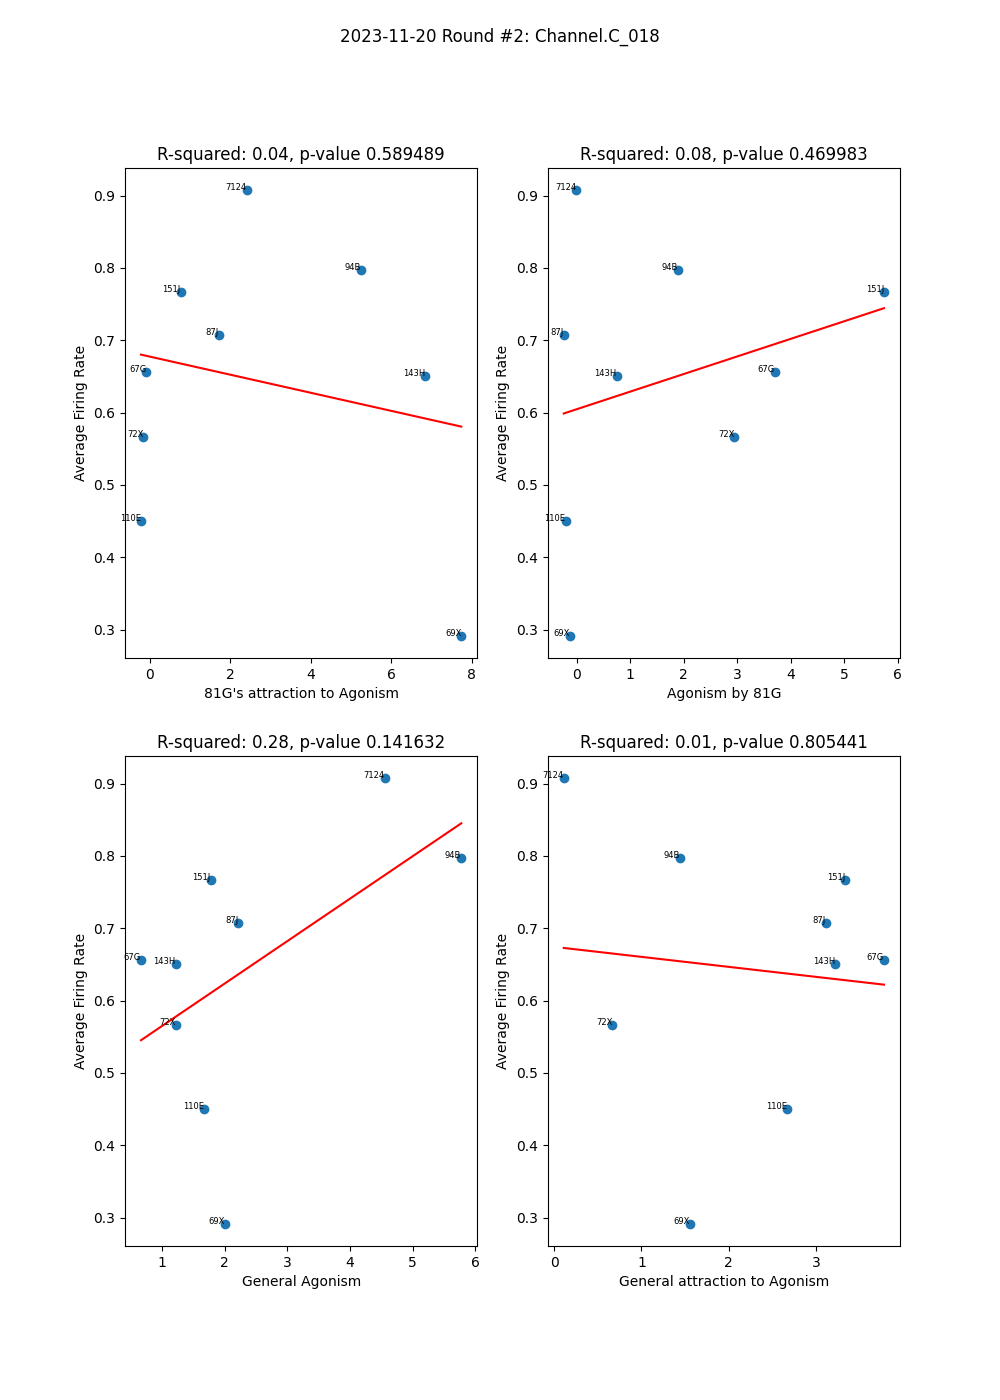 2023-11-20 Round #2: Channel.C_018
R-squared: 0.04, p-value 0.589489
0.9
0.8
0.7
0.6
0.5
0.4
0.3
Average Firing Rate
7124
94B
151J
87J
67G
143H
72X
110E
69X
0 2 4 6 8
81G's attraction to Agonism
R-squared: 0.08, p-value 0.469983
0.9
0.8
0.7
0.6
0.5
0.4
0.3
Average Firing Rate
7124
94B
151J
87J
143H
67G
72X
110E
69X
0 1 2 3 4 5 6
Agonism by 81G
R-squared: 0.28, p-value 0.141632
0.9
0.8
0.7
0.6
0.5
0.4
0.3
Average Firing Rate
7124
94B
151J
87J
67G
143H
72X
110E
69X
1 2 3 4 5 6
General Agonism
R-squared: 0.01, p-value 0.805441
0.9
0.8
0.7
0.6
0.5
0.4
0.3
Average Firing Rate
7124
94B
151J
87J
143H
67G
72X
110E
69X
0 1 2 3
General attraction to Agonism